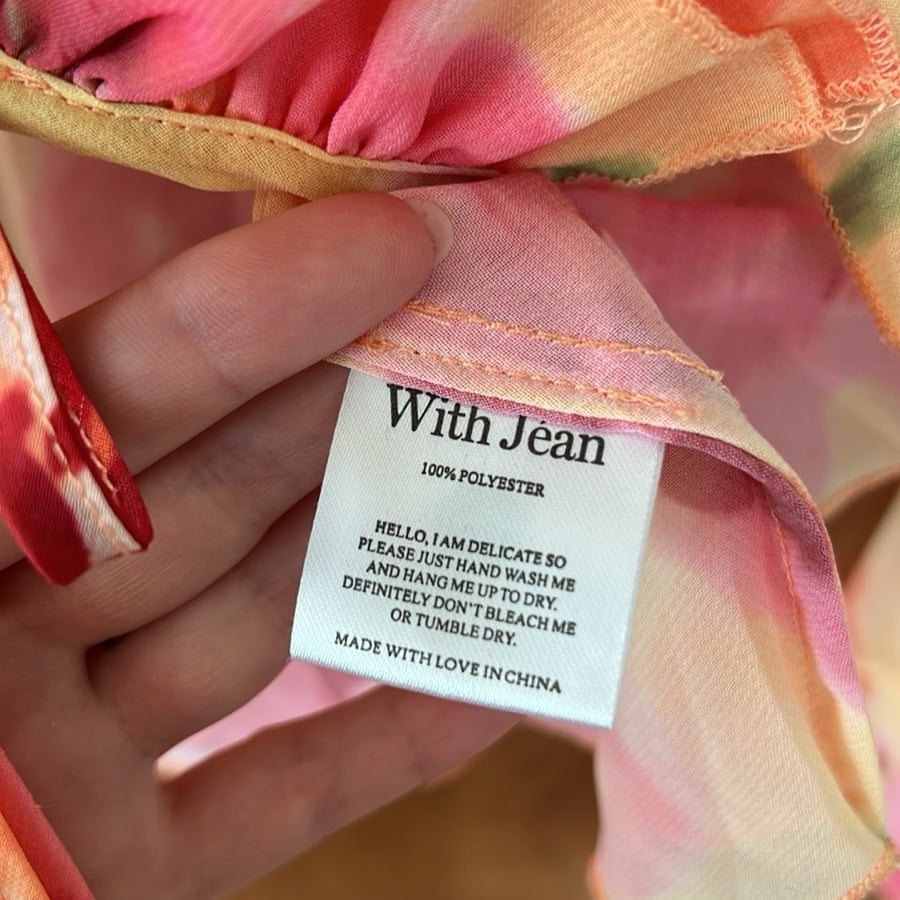 With Jéan
100% POLYESTER
HELLO, I AM DELICATE SO
PLEASE JUST HAND WASH ME
AND HANG ME UP TO DRY.
DEFINITELY DON'T BLEACH ME
OR TUMBLE DRY.
MADE WITH LOVE IN CHINA